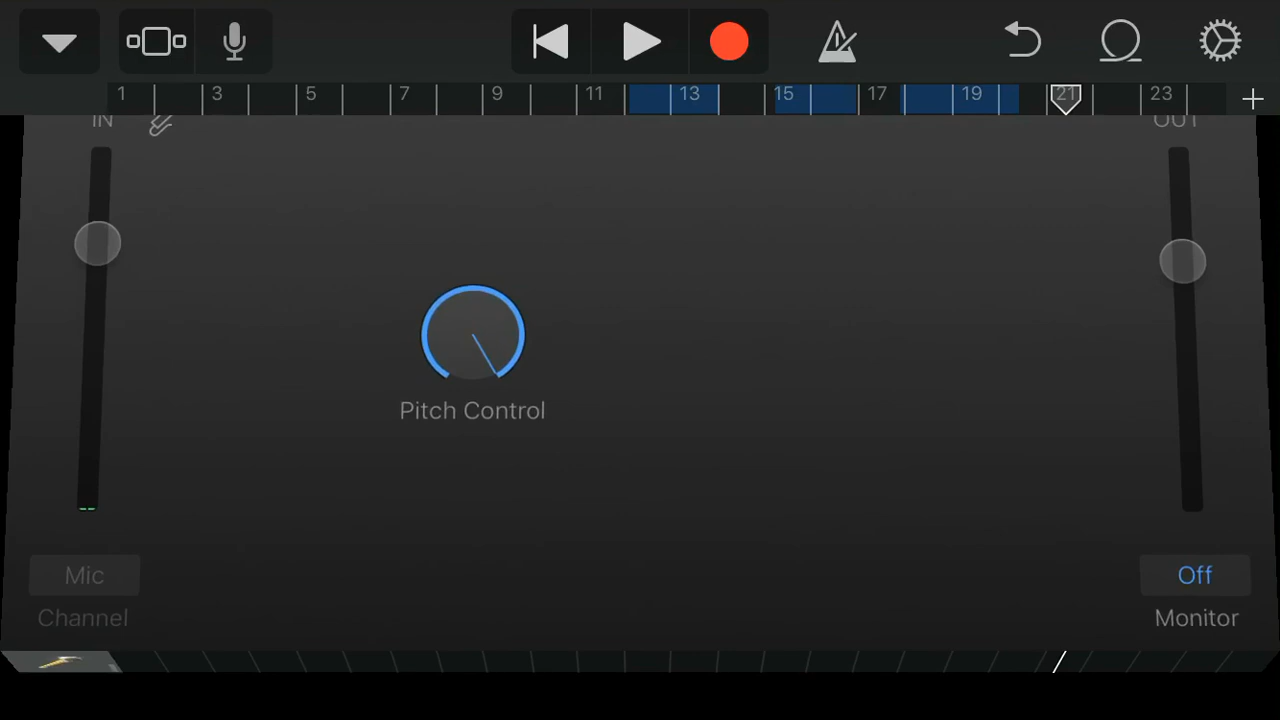 1 3 5 7 9 11 13 15 17 19 21 23
IN OUT
Pitch Control
Mic Off
Channel Monitor